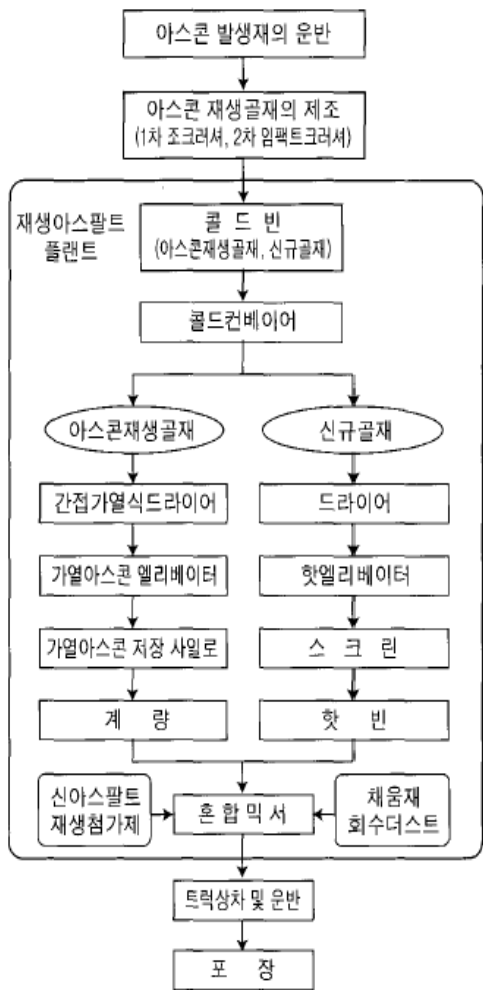 아스콘 발생재의 운반
아스콘 재생골재의 제조
(1차 조크러셔, 2차 임팩트크러셔)
재생아스팔트
플랜트
콜 드 빈
(아스콘재생골재, 신규골재)
콜드컨베이어
아스콘재생골재
신규골재
간접가열식드라이어
드라이어
가열아스콘 엘리베이터
핫엘리베이터
가열아스콘 저장 사일로
스 크 린
계 량
핫 빈
신아스팔트
재생첨가제
혼 합 믹 서
채움재
회수더스트
트럭상차 및 운반
포 장